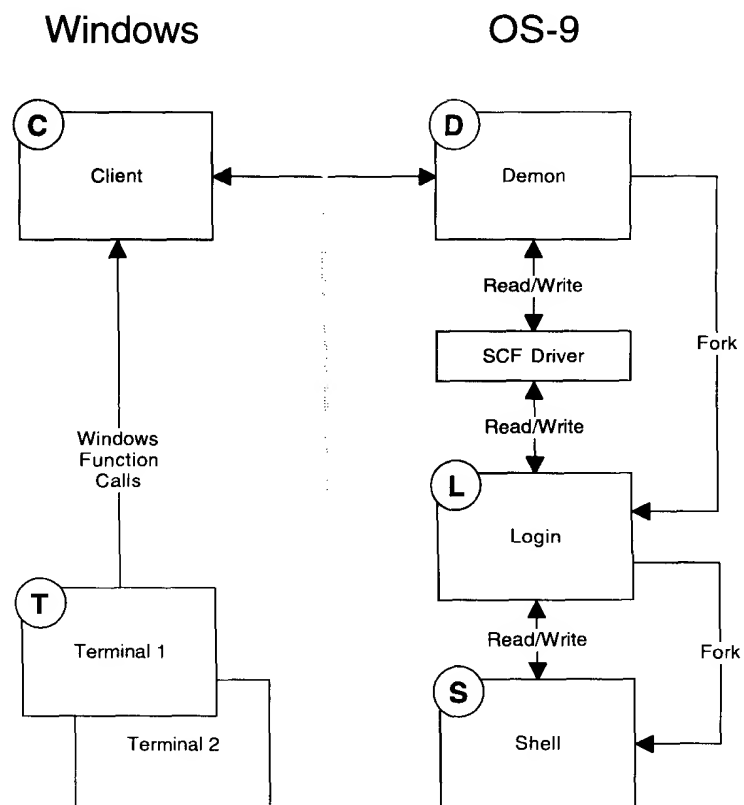 Windows
OS-9
C
Client
D
Demon
Read/Write
SCF Driver
Fork
Read/Write
Windows
Function
Calls
L
Login
T
Terminal 1
Read/Write
Fork
S
Shell
Terminal 2